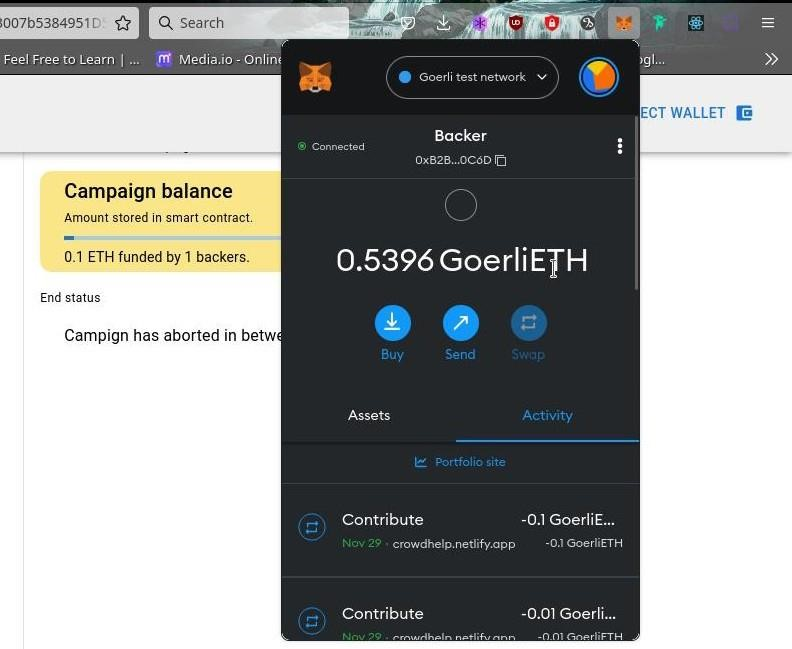 3007b5384951D
Search
Feel Free to Learn | ...
Media.io - Online
Goerli test network
ECT WALLET
Connected
Backer
0xB2B...0C6D
Campaign balance
Amount stored in smart contract.
0.1 ETH funded by 1 backers.
0.5396 GoerliETH
End status
Campign has aborted in betwe
Buy
Send
Swap
Assets
Activity
Portfolio site
Contribute
-0.1 GoerliE...
Nov 29 · crowdhelp.netlify.app
-0.1 GoerliETH
Contribute
-0.01 Goerli...
Nov 29 · crowdhelp.netlify.app
-0.01 GoerliETH